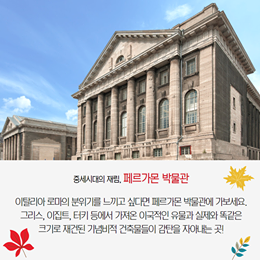 중세시대의 재림, 페르가몬 박물관
이탈리아 로마의 분위기를 느끼고 싶다면 페르가몬 박물관에 가보세요.
그리스, 이집트, 터키 등에서 가져온 이국적인 유물과 실제와 똑같은
크기로 재건된 기념비적 건축물들이 감탄을 자아내는 곳!